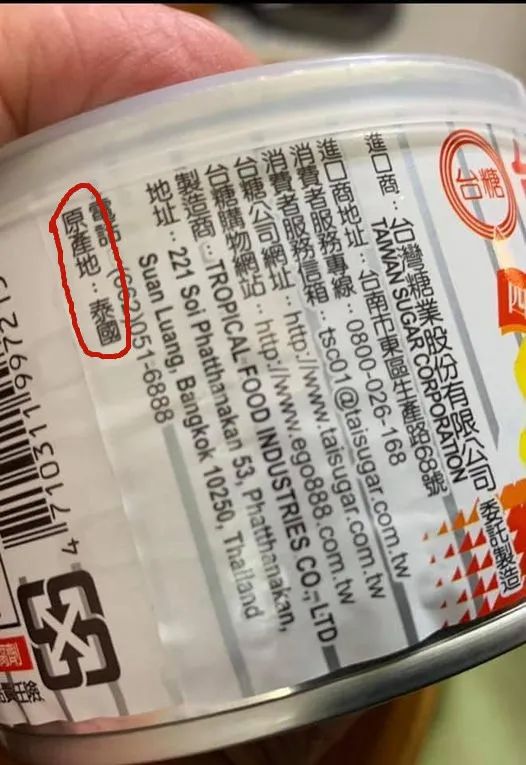 台糖
四
委託製造
進口商：台灣糖業股份有限公司
TAIWAN SUGAR CORPORATION
進口商地址：台南市東區生產路68號
消費者服務專線：0800-026-168
消費者服務信箱：tsc01@taisugar.com.tw
台糖公司網址：http://www.taisugar.com.tw
台糖購物網站：http://www.ego888.com.tw
製造商：TROPICAL FOOD INDUSTRIES CO., LTD
地址：221 Soi Phatthanakan 53, Phatthanakan,
Suan Luang, Bangkok 10250, Thailand
電話：(662)051-6888
原產地：泰國
4 710311 99721